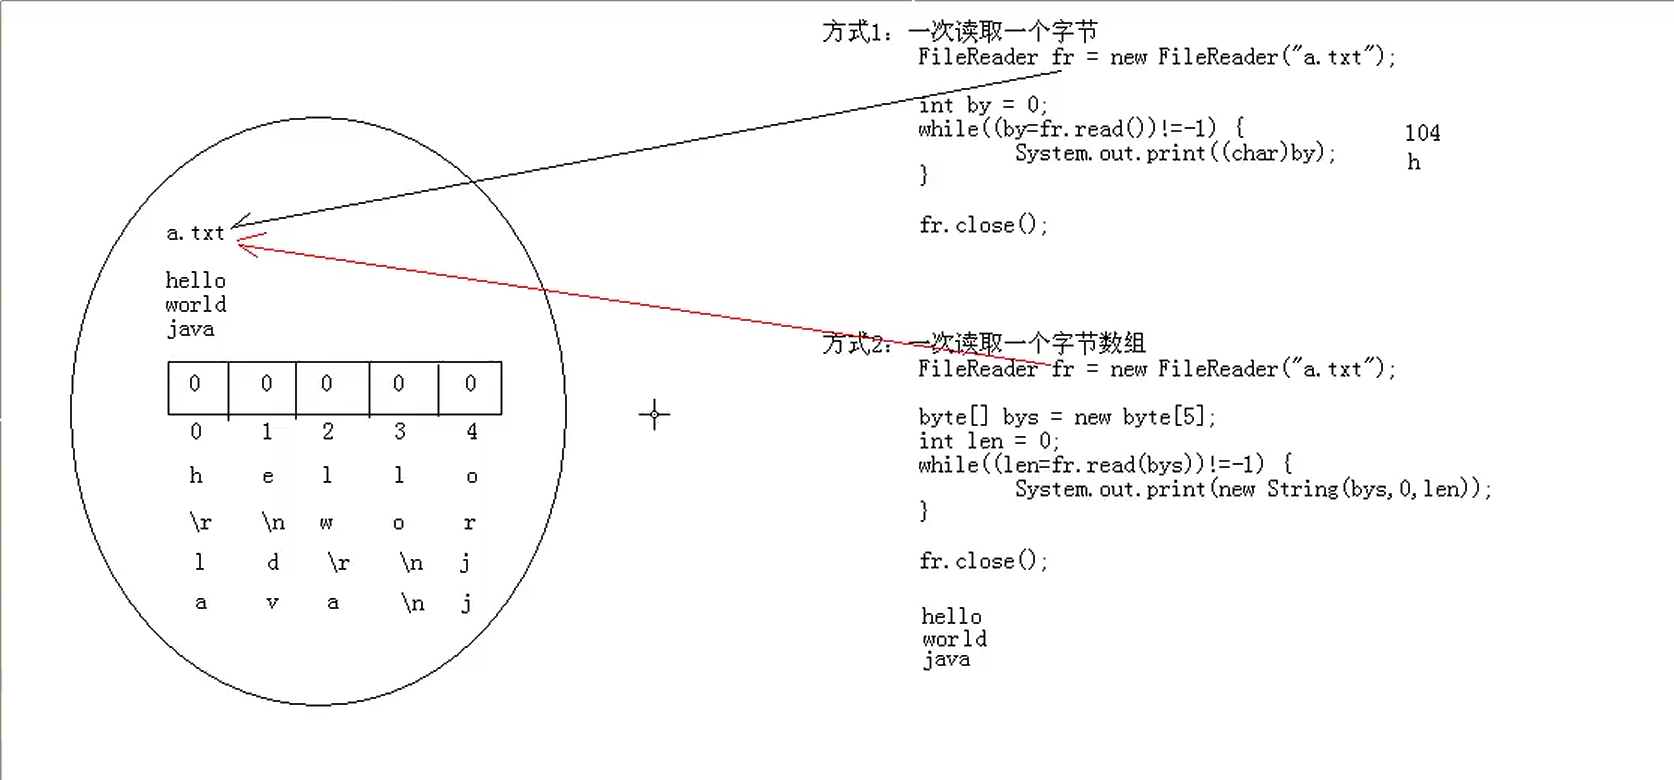 方式1: 一次读取一个字节
FileReader fr = new FileReader("a.txt");
int by = 0;
while((by=fr.read())!=-1) {
System.out.print((char)by);
}
104
h
fr.close();
a.txt
hello
world
java
0 0 0 0 0
0 1 2 3 4
h e l l o
\r \n w o r
l d \r \n j
a v a \n j
方式2: 一次读取一个字节数组
FileReader fr = new FileReader("a.txt");
byte[] bys = new byte[5];
int len = 0;
while((len=fr.read(bys))!=-1) {
System.out.print(new String(bys,0,len));
}
fr.close();
hello
world
java